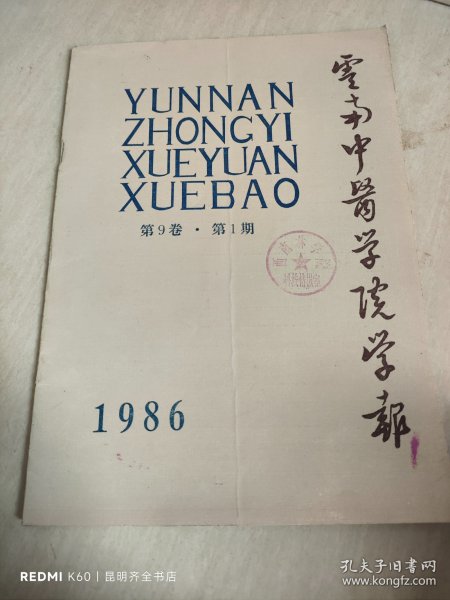 YUNNAN
ZHONGYI
XUEYUAN
XUEBAO
第9卷·第1期
雲南中醫学院学報
1986
REDMI K60 | 昆明齐全书店
孔夫子旧书网
www.kongfz.com